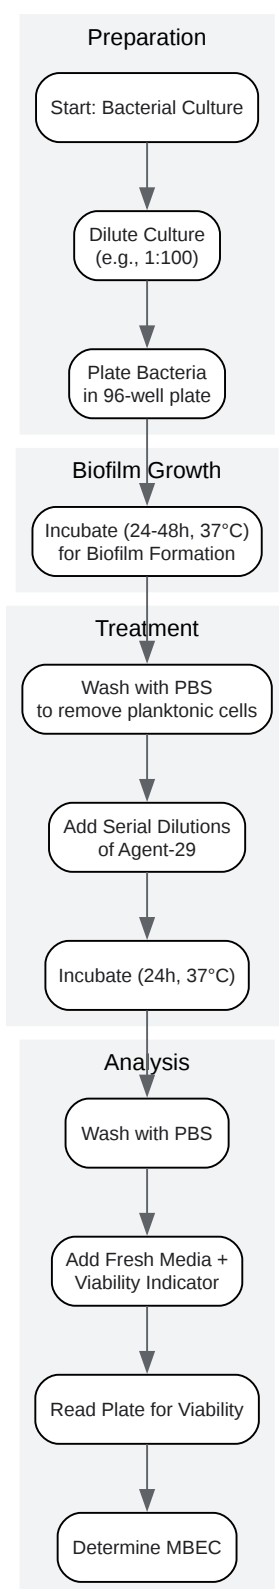 Preparation
Start: Bacterial Culture
Dilute Culture
(e.g., 1:100)
Plate Bacteria
in 96-well plate
Biofilm Growth
Incubate (24-48h, 37°C)
for Biofilm Formation
Treatment
Wash with PBS
to remove planktonic cells
Add Serial Dilutions
of Agent-29
Incubate (24h, 37°C)
Analysis
Wash with PBS
Add Fresh Media +
Viability Indicator
Read Plate for Viability
Determine MBEC